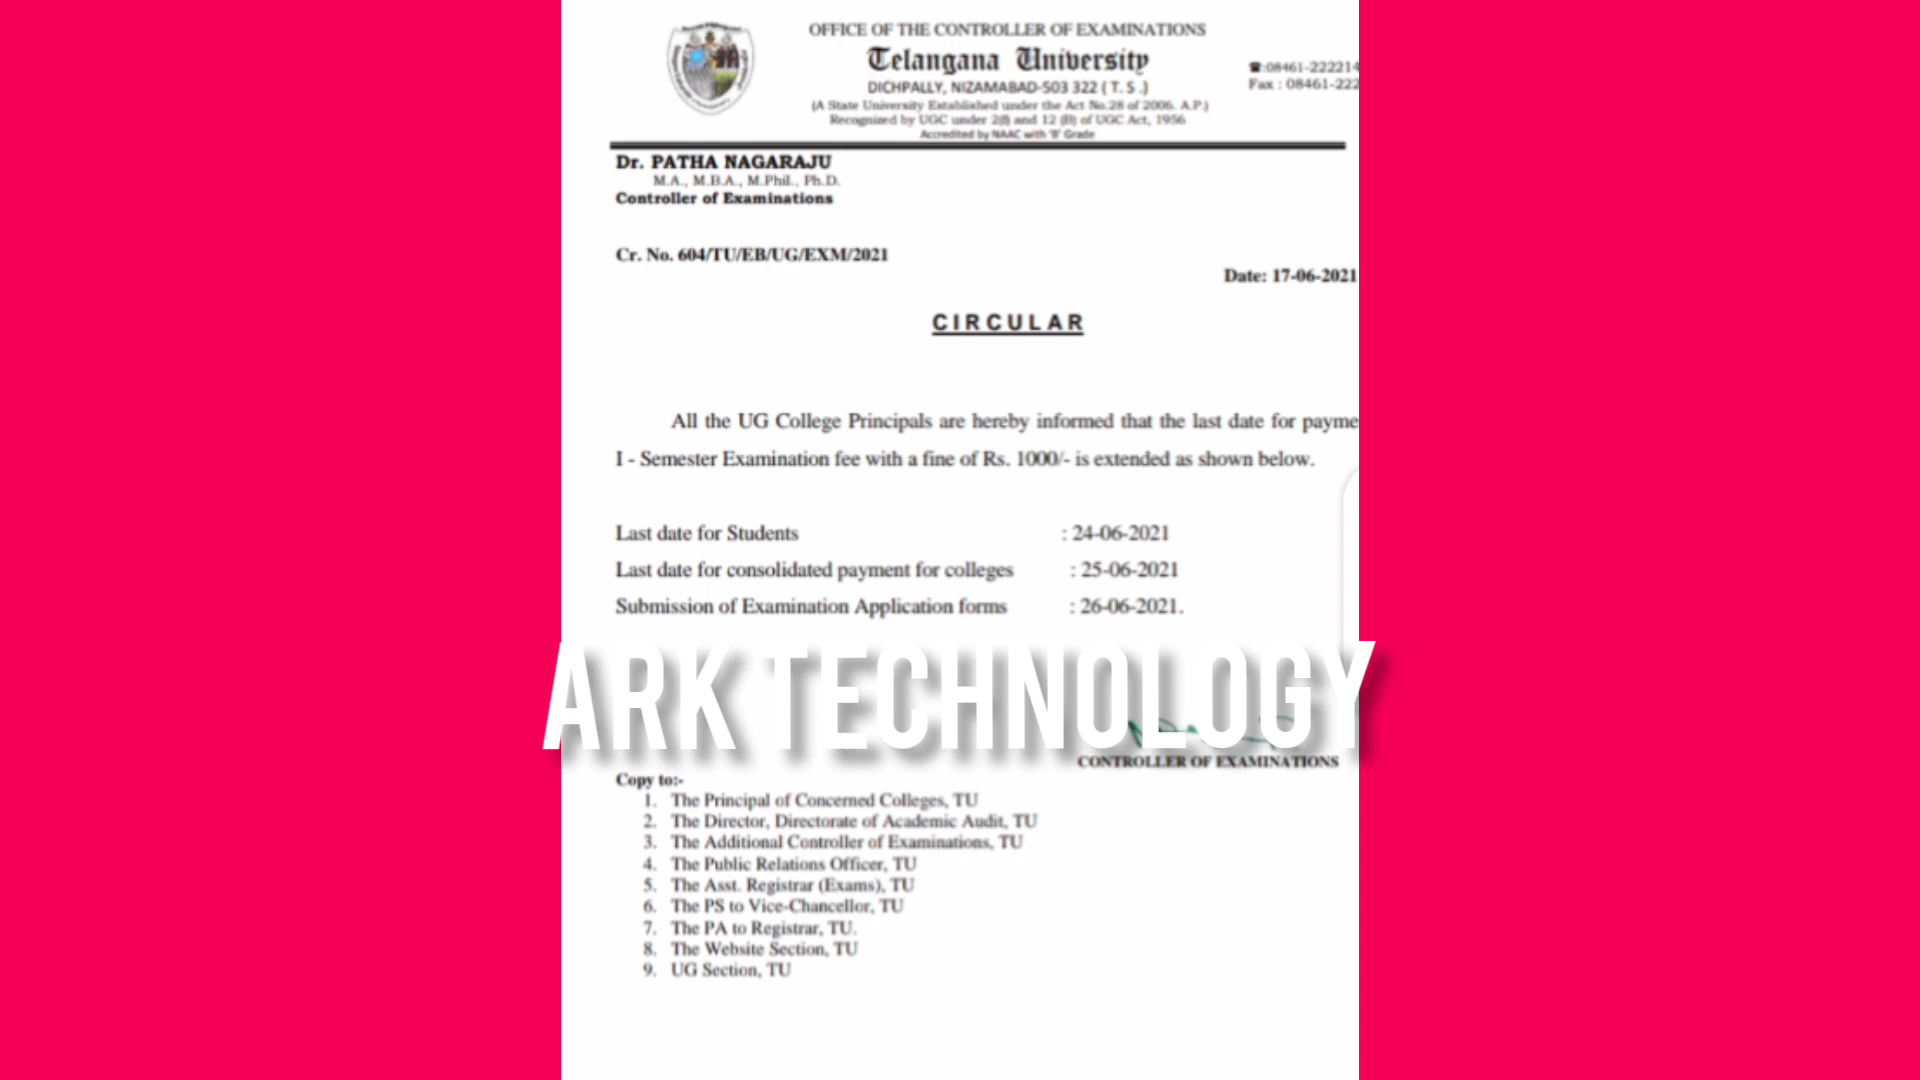 OFFICE OF THE CONTROLLER OF EXAMINATIONS
Telangana University
DICHPALLY, NIZAMABAD-503 322 ( T. S .)
(A State University Established under the Act No.28 of 2006. A.P.)
Recognized by UGC under 2(f) and 12 (B) of UGC Act, 1956
Accredited by NAAC with 'B' Grade
☎:08461-222214
Fax : 08461-222
Dr. PATHA NAGARAJU
M.A., M.B.A., M.Phil., Ph.D.
Controller of Examinations
Cr. No. 604/TU/EB/UG/EXM/2021
Date: 17-06-2021
CIRCULAR
All the UG College Principals are hereby informed that the last date for payme
I - Semester Examination fee with a fine of Rs. 1000/- is extended as shown below.
Last date for Students : 24-06-2021
Last date for consolidated payment for colleges : 25-06-2021
Submission of Examination Application forms : 26-06-2021.
ARK TECHNOLOGY
CONTROLLER OF EXAMINATIONS
Copy to:-
1. The Principal of Concerned Colleges, TU
2. The Director, Directorate of Academic Audit, TU
3. The Additional Controller of Examinations, TU
4. The Public Relations Officer, TU
5. The Asst. Registrar (Exams), TU
6. The PS to Vice-Chancellor, TU
7. The PA to Registrar, TU.
8. The Website Section, TU
9. UG Section, TU